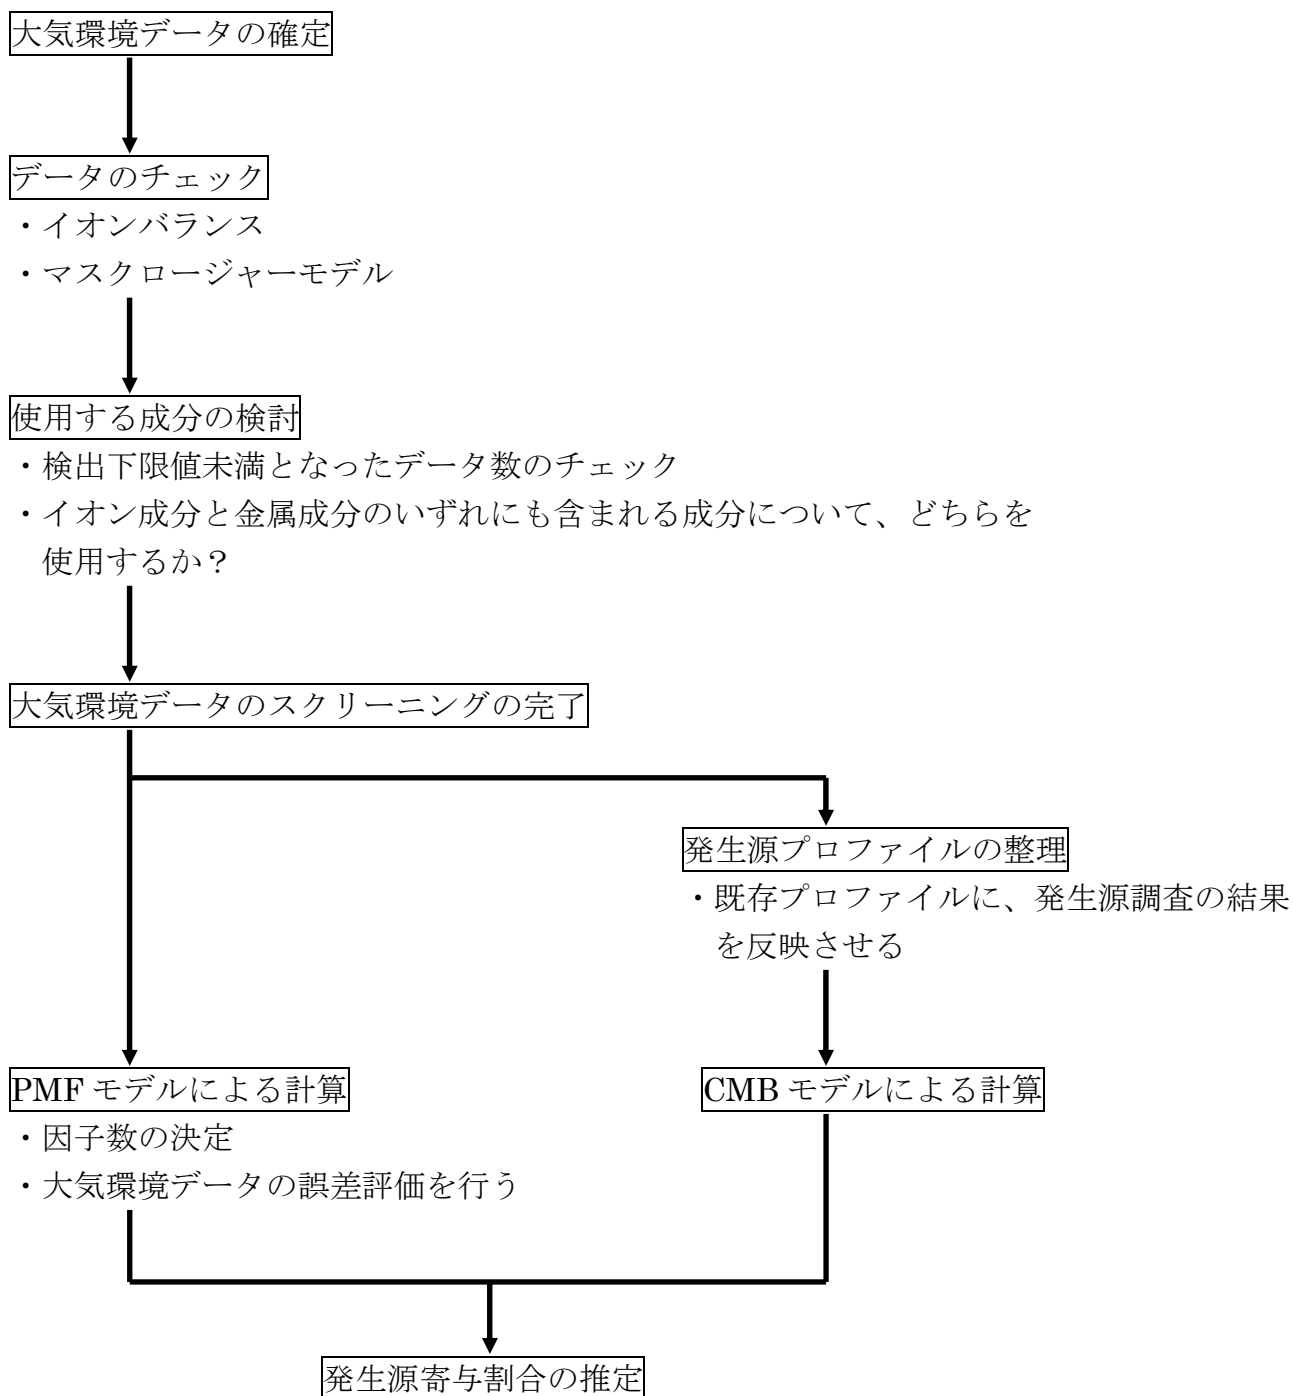 大気環境データの確定
データのチェック
・イオンバランス
・マスクロージャーモデル
使用する成分の検討
・検出下限値未満となったデータ数のチェック
・イオン成分と金属成分のいずれにも含まれる成分について、どちらを
使用するか？
大気環境データのスクリーニングの完了
発生源プロファイルの整理
・既存プロファイルに、発生源調査の結果
を反映させる
PMF モデルによる計算
・因子数の決定
・大気環境データの誤差評価を行う
CMB モデルによる計算
発生源寄与割合の推定